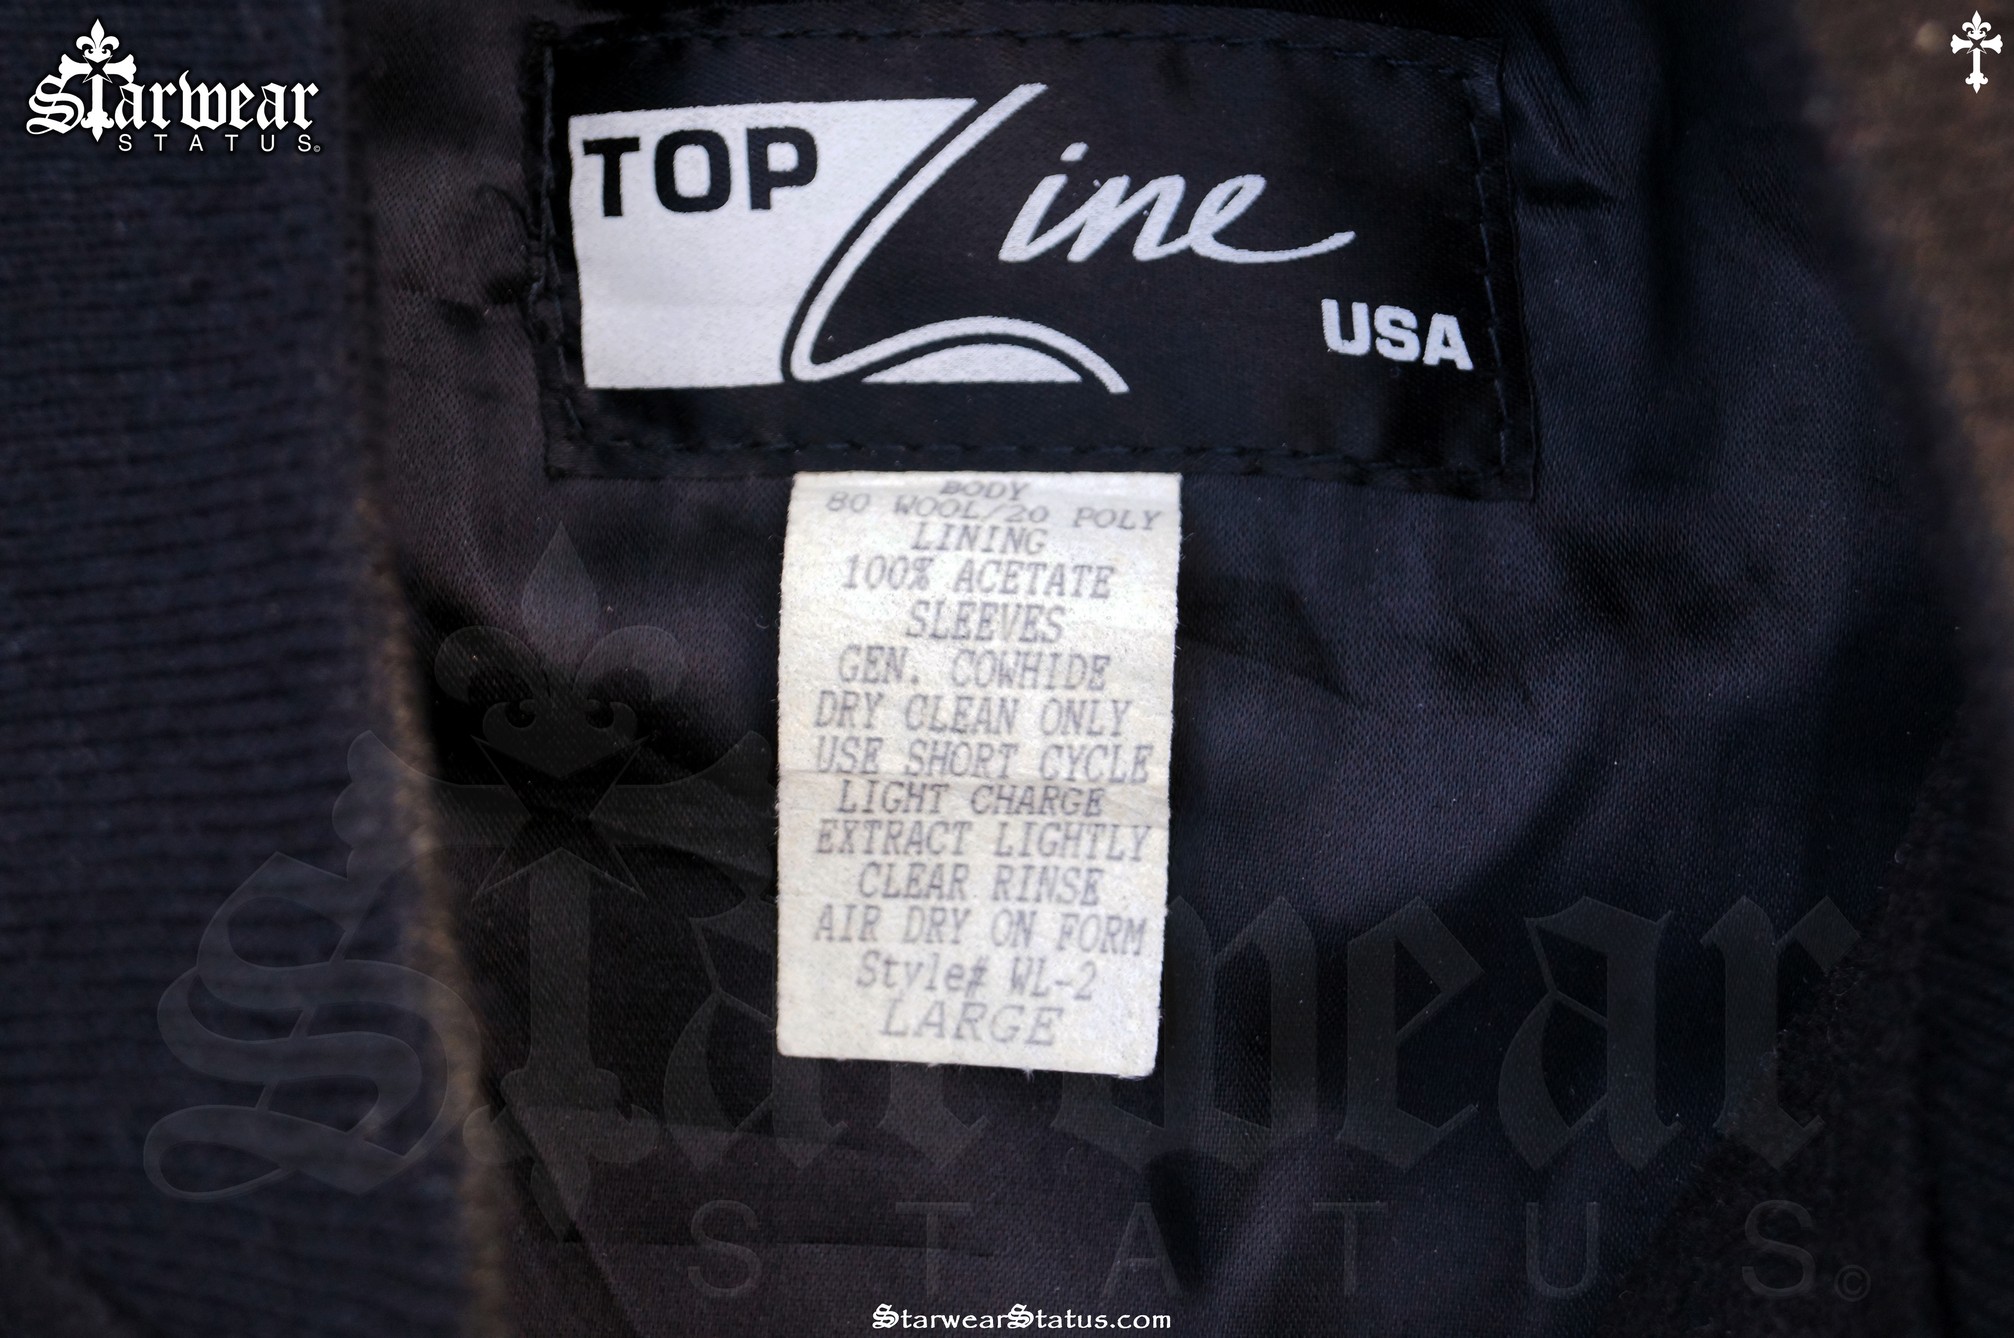 Starwear
STATUS©
TOP Line
USA
BODY
80 WOOL/20 POLY
LINING
100% ACETATE
SLEEVES
GEN. COWHIDE
DRY CLEAN ONLY
USE SHORT CYCLE
LIGHT CHARGE
EXTRACT LIGHTLY
CLEAR RINSE
AIR DRY ON FORM
Style# WL-2
LARGE
Starwear
STATUS©
StarwearStatus.com